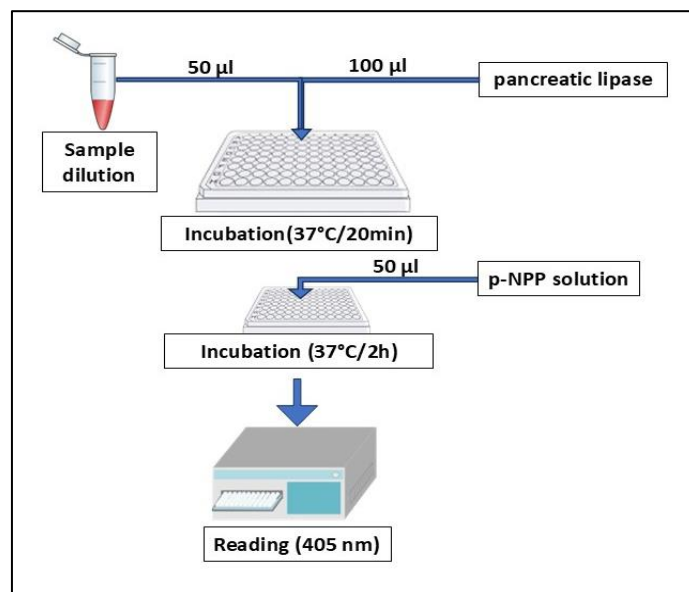 50 µl
100 µl
pancreatic lipase
Sample
dilution
Incubation(37°C/20min)
50 µl
p-NPP solution
Incubation (37°C/2h)
Reading (405 nm)